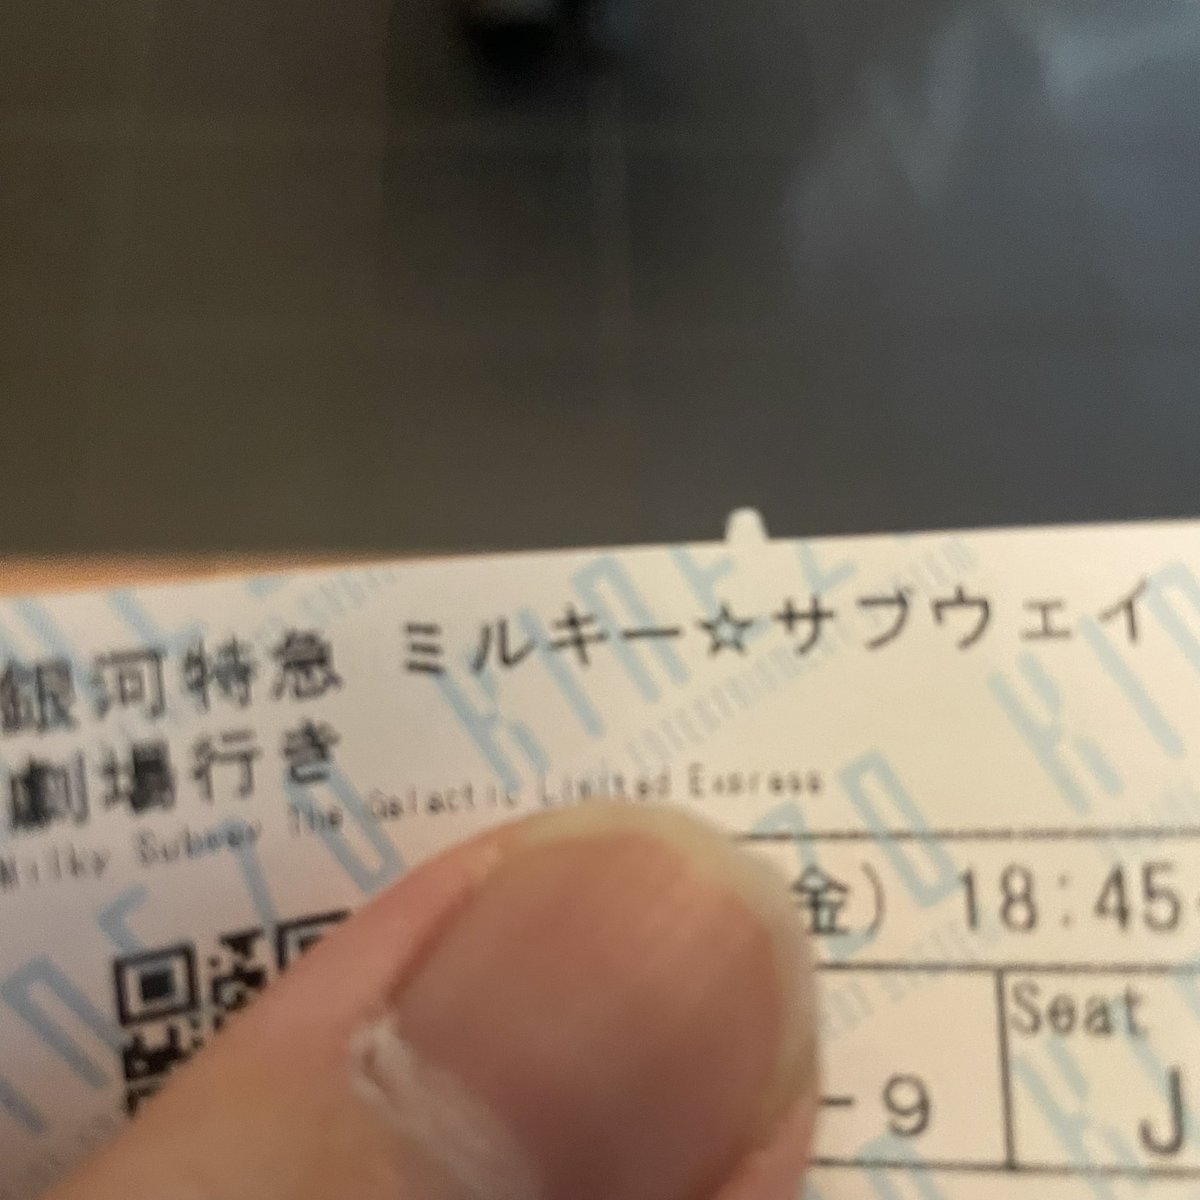 銀河特急 ミルキー☆サブウェイ
劇場行き
Milky Subway The Galactic Limited Express
金) 18:45
Seat
-9
J
KINEZO